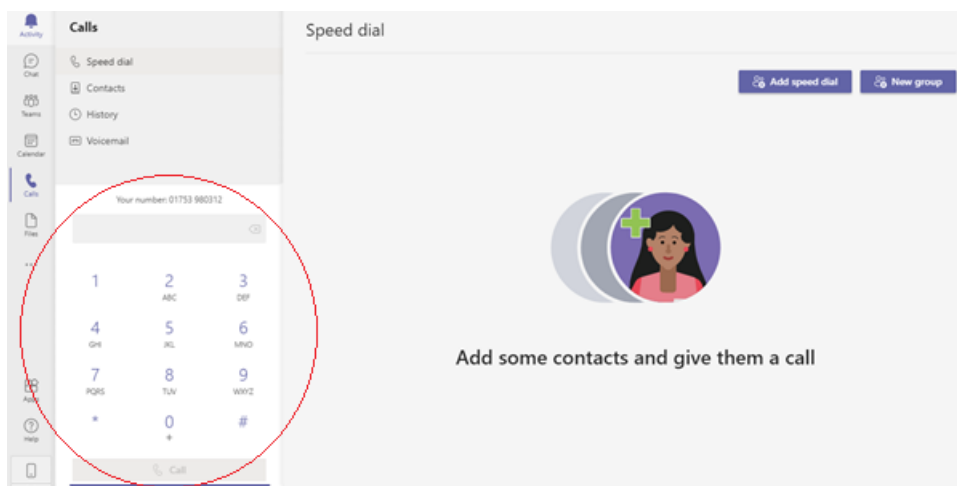 Activity
Chat
Teams
Calendar
Calls
Files
...
Apps
Help
Calls
Speed dial
Contacts
History
Voicemail
Your number: 01753 980312
1 2 3
ABC DEF
4 5 6
GHI JKL MNO
7 8 9
PQRS TUV WXYZ
* 0 #
+
Call
Speed dial
Add speed dial New group
Add some contacts and give them a call